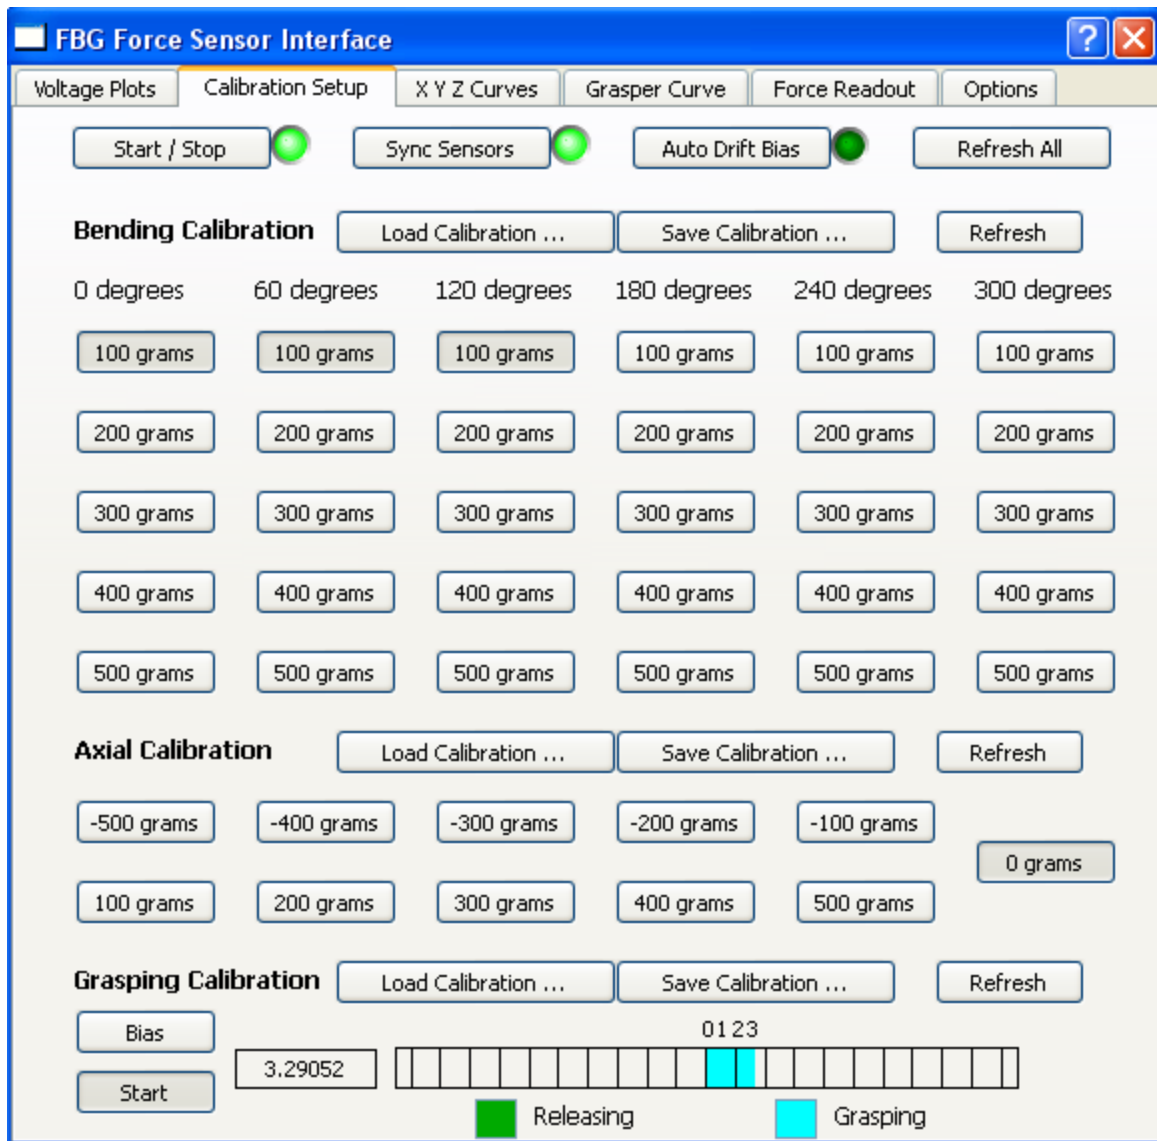 FBG Force Sensor Interface
Voltage Plots Calibration Setup X Y Z Curves Grasper Curve Force Readout Options
Start / Stop Sync Sensors Auto Drift Bias Refresh All
Bending Calibration Load Calibration ... Save Calibration ... Refresh
0 degrees 60 degrees 120 degrees 180 degrees 240 degrees 300 degrees
100 grams 100 grams 100 grams 100 grams 100 grams 100 grams
200 grams 200 grams 200 grams 200 grams 200 grams 200 grams
300 grams 300 grams 300 grams 300 grams 300 grams 300 grams
400 grams 400 grams 400 grams 400 grams 400 grams 400 grams
500 grams 500 grams 500 grams 500 grams 500 grams 500 grams
Axial Calibration Load Calibration ... Save Calibration ... Refresh
-500 grams -400 grams -300 grams -200 grams -100 grams
0 grams
100 grams 200 grams 300 grams 400 grams 500 grams
Grasping Calibration Load Calibration ... Save Calibration ... Refresh
Bias 0 1 2 3
3.29052
Start
Releasing Grasping